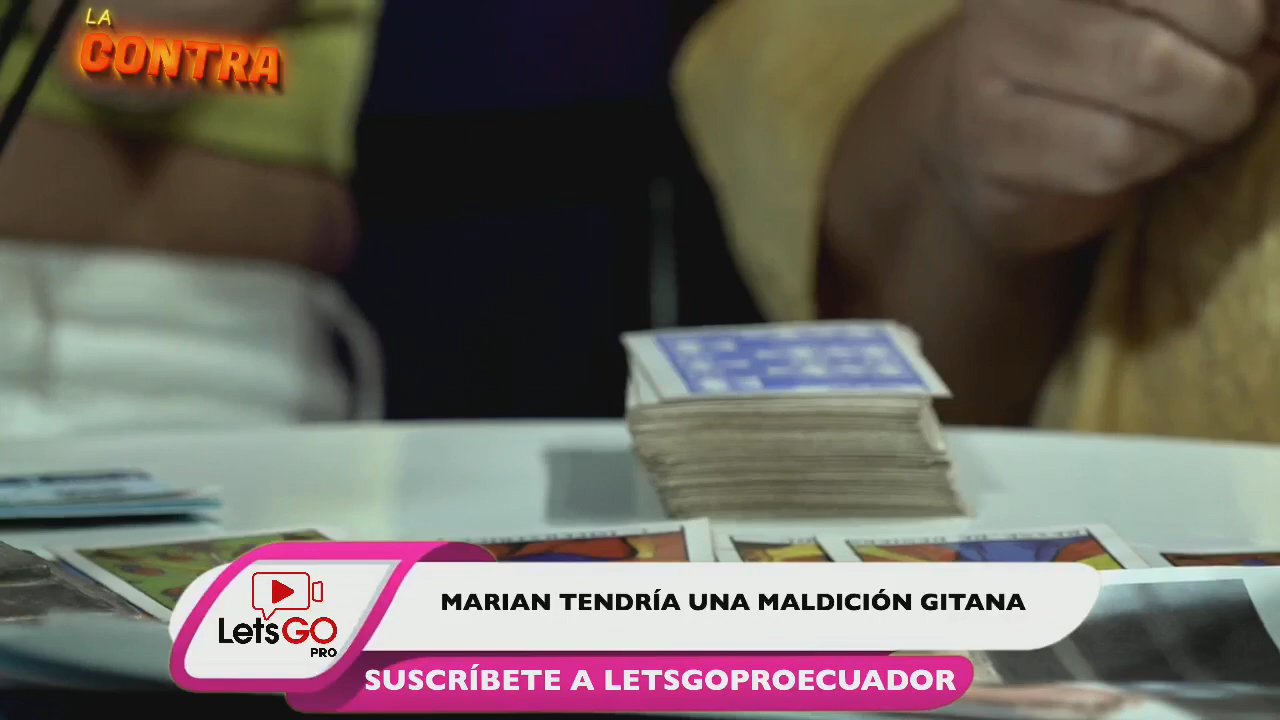 LA
CONTRA
MARIAN TENDRÍA UNA MALDICIÓN GITANA
LetsGO
PRO
SUSCRÍBETE A LETSGOPROECUADOR